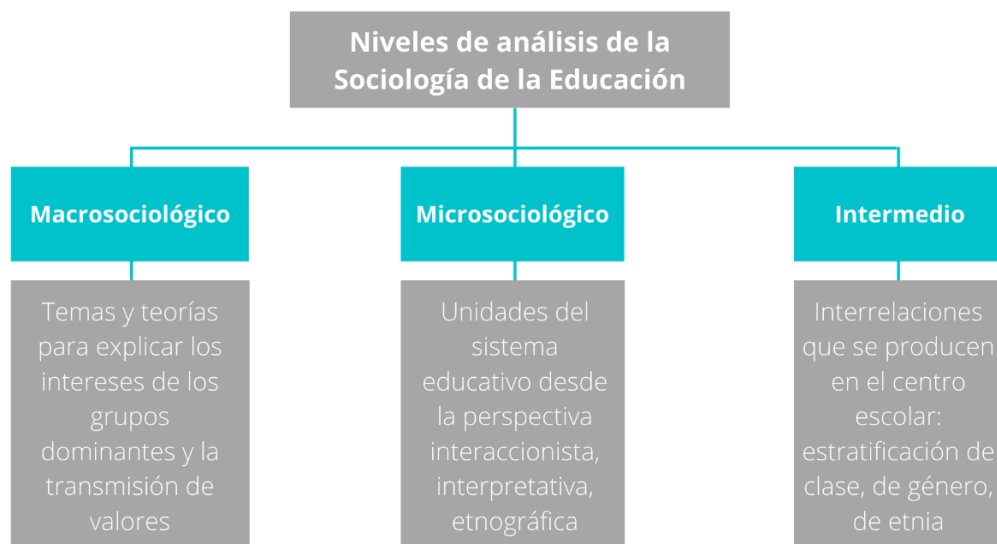 Niveles de análisis de la
Sociología de la Educación
Macrosociológico
Temas y teorías
para explicar los
intereses de los
grupos
dominantes y la
transmisión de
valores
Microsociológico
Unidades del
sistema
educativo desde
la perspectiva
interaccionista,
interpretativa,
etnográfica
Intermedio
Interrelaciones
que se producen
en el centro
escolar:
estratificación de
clase, de género,
de etnia